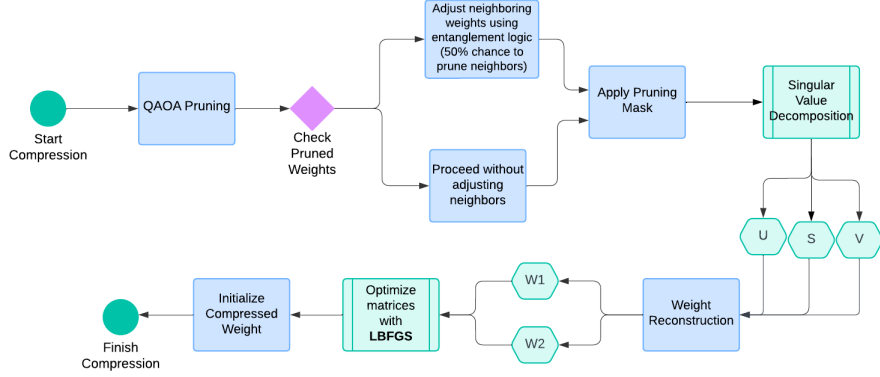 Start
Compression
QAOA Pruning
Check
Pruned
Weights
Adjust neighboring
weights using
entanglement logic
(50% chance to
prune neighbors)
Proceed without
adjusting
neighbors
Apply Pruning
Mask
Singular
Value
Decomposition
U
S
V
Weight
Reconstruction
W1
W2
Optimize
matrices
with
LBFGS
Initialize
Compressed
Weight
Finish
Compression